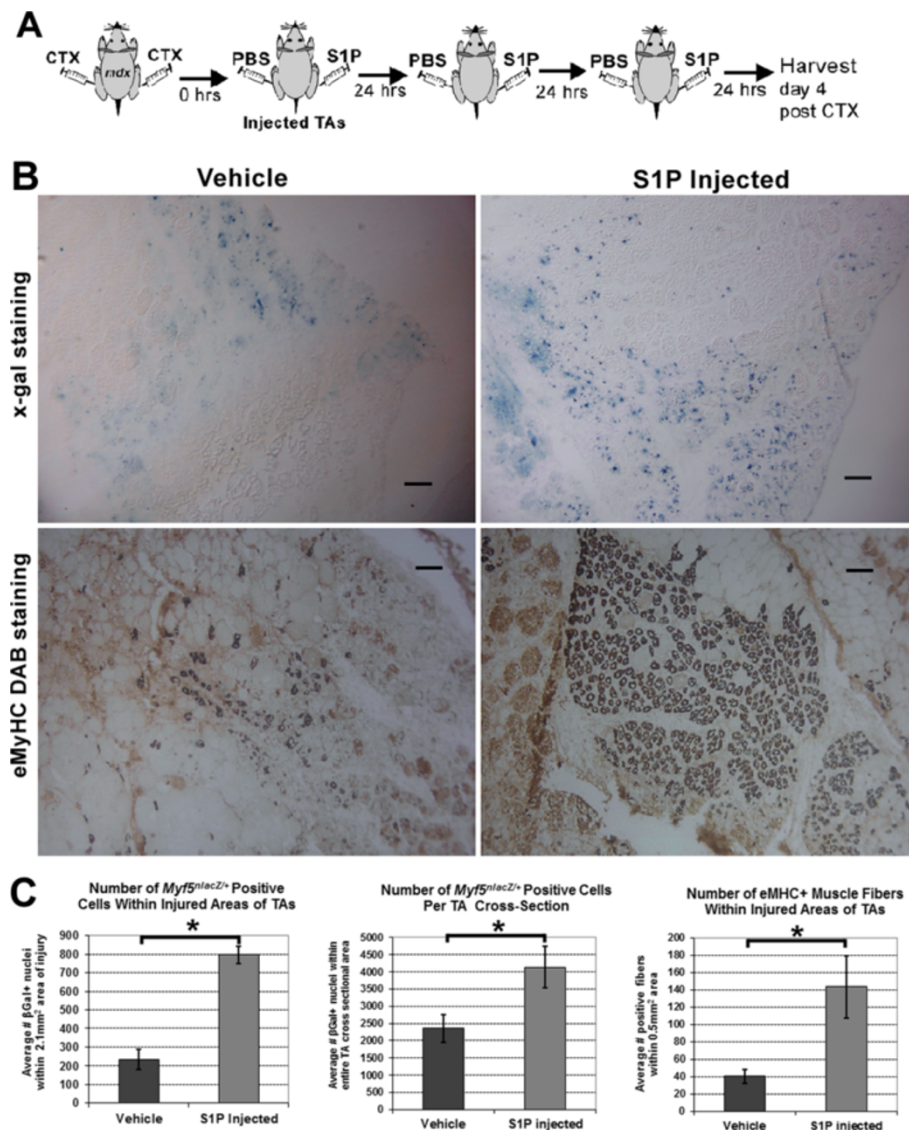 A
CTX CTX PBS S1P PBS S1P PBS S1P Harvest
mdx 0 hrs 24 hrs 24 hrs 24 hrs day 4
Injected TAs post CTX
B
Vehicle S1P Injected
x-gal staining
eMyHC DAB staining
C
Number of Myf5nlacZ/+ Positive
Cells Within Injured Areas of TAs
Average # βGal+ nuclei
within 2.1mm² area of injury
900
800
700
600
500
400
300
200
100
0
*
Vehicle S1P Injected
Number of Myf5nlacZ/+ Positive Cells
Per TA Cross-Section
Average # βGal+ nuclei within
entire TA cross sectional area
5000
4500
4000
3500
3000
2500
2000
1500
1000
500
0
*
Vehicle S1P Injected
Number of eMHC+ Muscle Fibers
Within Injured Areas of TAs
Average # positive fibers
within 0.5mm² area
200
180
160
140
120
100
80
60
40
20
0
*
Vehicle S1P injected